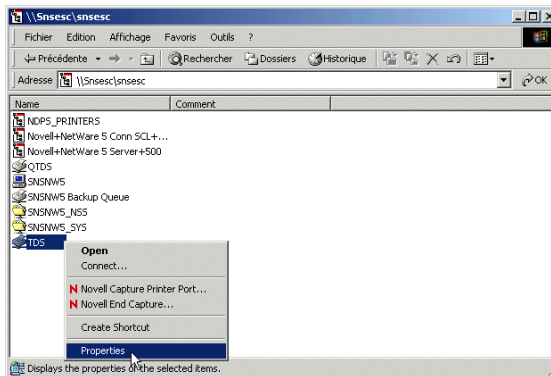 \\Snsesc\snsesc
Fichier Edition Affichage Favoris Outils ?
Précédente Rechercher Dossiers Historique
Adresse \\Snsesc\snsesc OK
Name Comment
NDPS_PRINTERS
Novell+NetWare 5 Conn SCL+...
Novell+NetWare 5 Server+500
QTDS
SNSNW5
SNSNW5 Backup Queue
SNSNW5_NSS
SNSNW5_SYS
TDS
Open
Connect...
N Novell Capture Printer Port...
N Novell End Capture...
Create Shortcut
Properties
Displays the properties of the selected items.